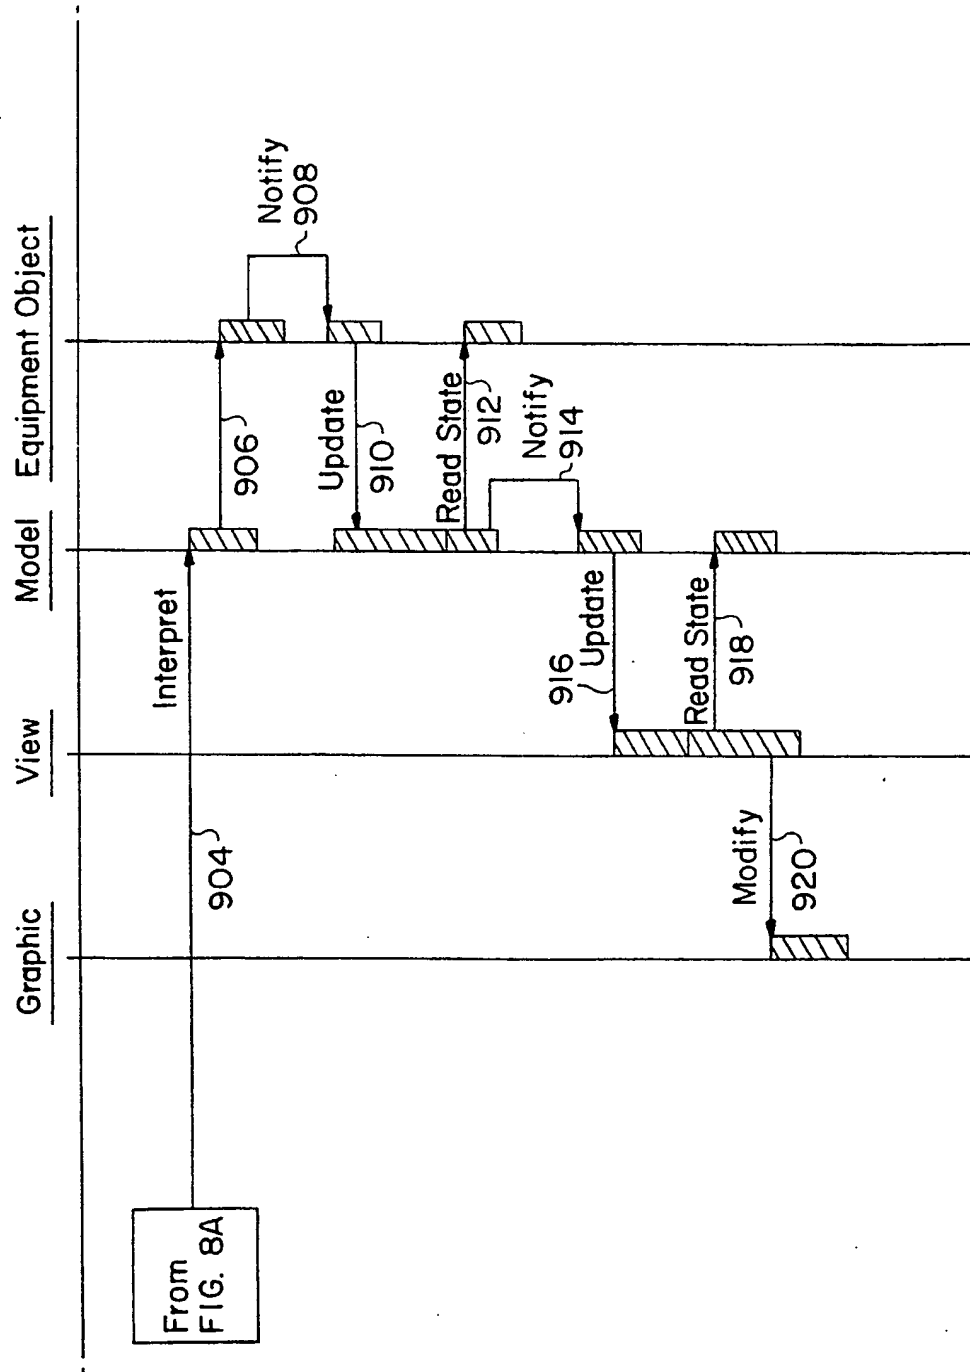 Graphic
View
Model
Equipment Object
From
FIG. 8A
904
Interpret
906
Notify
908
Update
910
Read State
912
Notify
914
916
Update
Read State
918
Modify
920